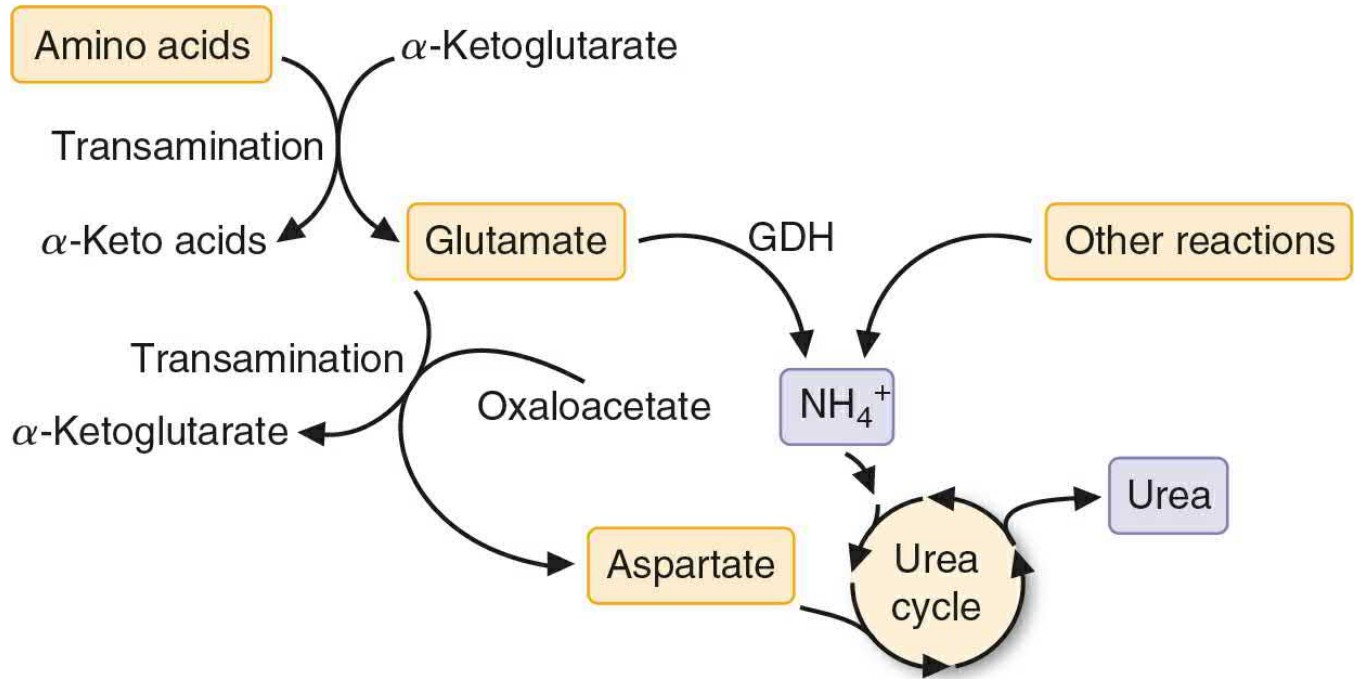 Amino acids
α-Ketoglutarate
Transamination
α-Keto acids
Glutamate
GDH
Other reactions
Transamination
Oxaloacetate
α-Ketoglutarate
NH₄⁺
Urea
Aspartate
Urea
cycle